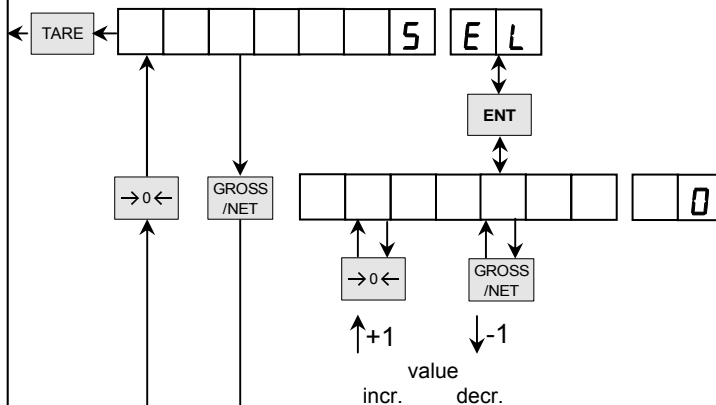 TARE
5 E L
ENT
→0← GROSS
/NET
0
→0← GROSS
/NET
+1 -1
value
incr. decr.